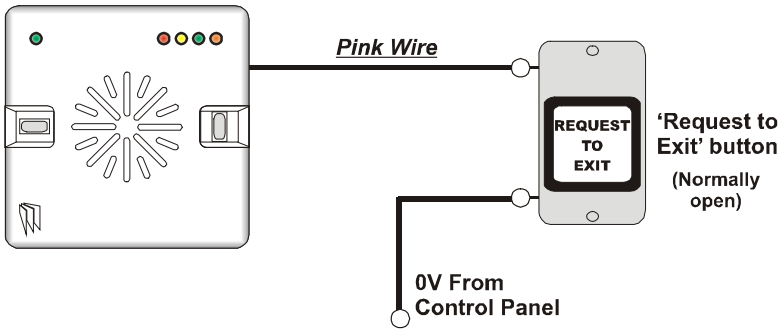 Pink Wire
REQUEST
TO
EXIT
‘Request to
Exit’ button
(Normally
open)
0V From
Control Panel